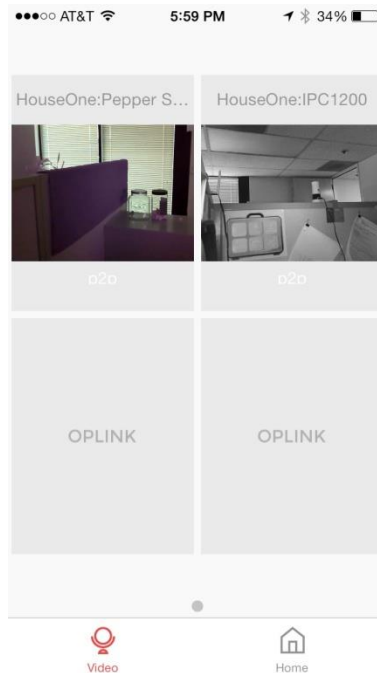 AT&T 5:59 PM 34%
HouseOne:Pepper S... HouseOne:IPC1200
p2p p2p
OPLINK OPLINK
Video Home